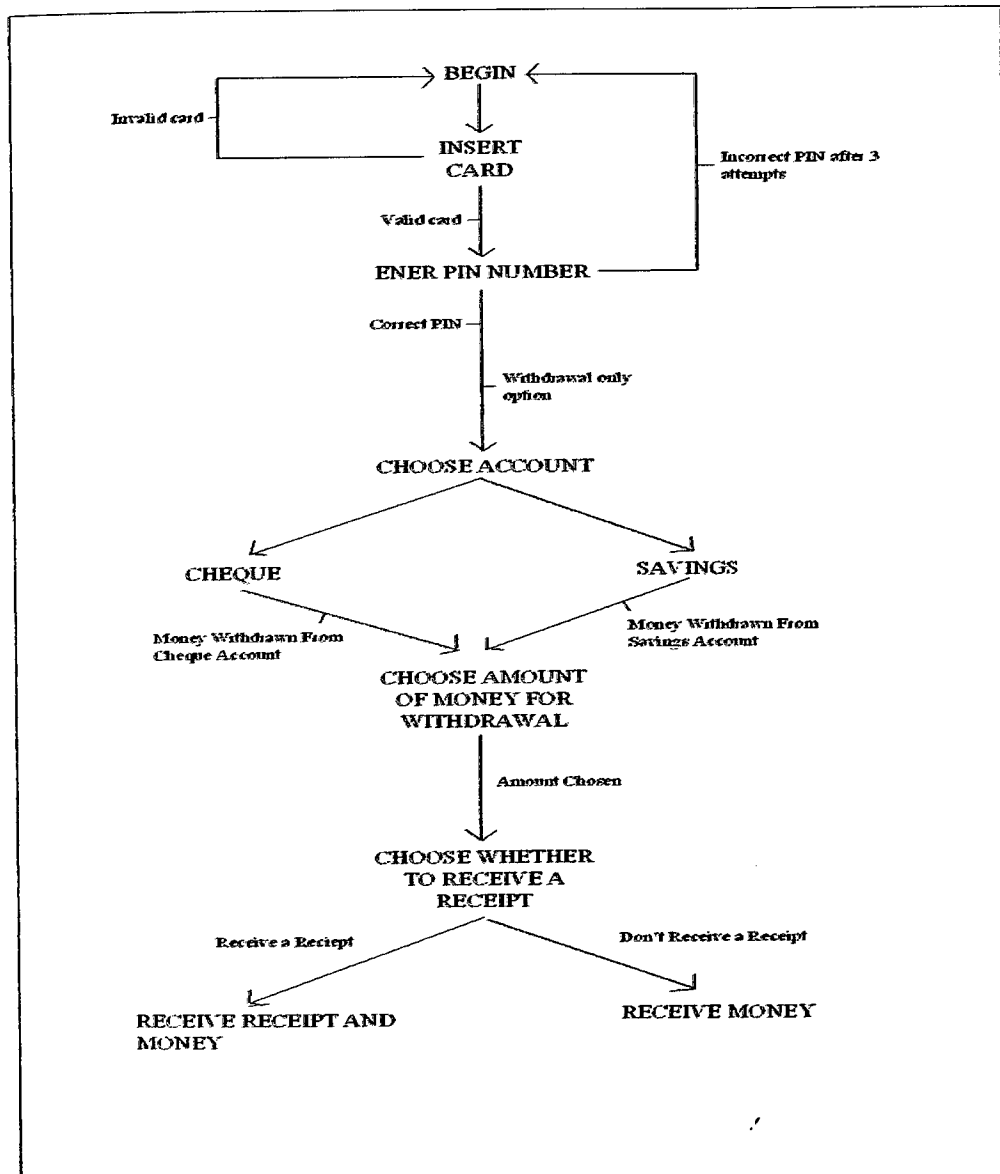 BEGIN
Invalid card
INSERT
CARD
Incorrect PIN after 3
attempts
Valid card
ENER PIN NUMBER
Correct PIN
Withdrawal only
option
CHOOSE ACCOUNT
CHEQUE
SAVINGS
Money Withdrawn From
Cheque Account
Money Withdrawn From
Savings Account
CHOOSE AMOUNT
OF MONEY FOR
WITHDRAWAL
Amount Chosen
CHOOSE WHETHER
TO RECEIVE A
RECEIPT
Receive a Reciept
Don't Receive a Receipt
RECEIVE RECEIPT AND
MONEY
RECEIVE MONEY